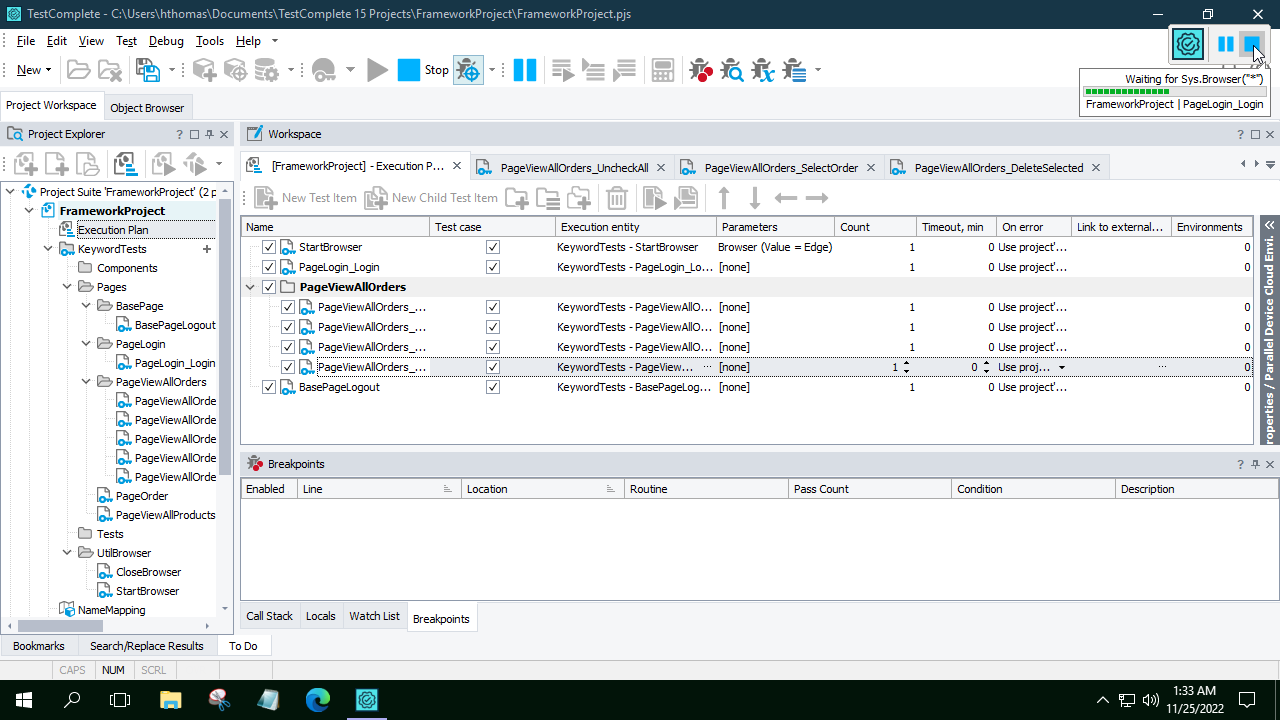 TestComplete - C:\Users\hthomas\Documents\TestComplete 15 Projects\FrameworkProject\FrameworkProject.pjs
File Edit View Test Debug Tools Help
New Stop
Waiting for Sys.Browser("*")
FrameworkProject | PageLogin_Login
Project Workspace Object Browser
Project Explorer ?
Workspace ?
[FrameworkProject] - Execution P... PageViewAllOrders_UncheckAll PageViewAllOrders_SelectOrder PageViewAllOrders_DeleteSelected
New Test Item New Child Test Item
Project Suite 'FrameworkProject' (2 p
FrameworkProject
Execution Plan
KeywordTests
Components
Pages
BasePage
BasePageLogout
PageLogin
PageLogin_Login
PageViewAllOrders
PageViewAllOrde
PageViewAllOrde
PageViewAllOrde
PageViewAllOrde
PageViewAllOrde
PageOrder
PageViewAllProducts
Tests
UtilBrowser
CloseBrowser
StartBrowser
NameMapping
Name Test case Execution entity Parameters Count Timeout, min On error Link to external... Environments
StartBrowser KeywordTests - StartBrowser Browser (Value = Edge) 1 0 Use project'... 0
PageLogin_Login KeywordTests - PageLogin_Lo... [none] 1 0 Use project'... 0
PageViewAllOrders
PageViewAllOrders_... KeywordTests - PageViewAllO... [none] 1 0 Use project'... 0
PageViewAllOrders_... KeywordTests - PageViewAllO... [none] 1 0 Use project'... 0
PageViewAllOrders_... KeywordTests - PageViewAllO... [none] 1 0 Use project'... 0
PageViewAllOrders_... KeywordTests - PageView... ... [none] 1 0 Use proj... ... 0
BasePageLogout KeywordTests - BasePageLog... [none] 1 0 Use project'... 0
roperties / Parallel Device Cloud Envi.
Breakpoints ?
Enabled Line Location Routine Pass Count Condition Description
Call Stack Locals Watch List Breakpoints
Bookmarks Search/Replace Results To Do
CAPS NUM SCRL
1:33 AM
11/25/2022